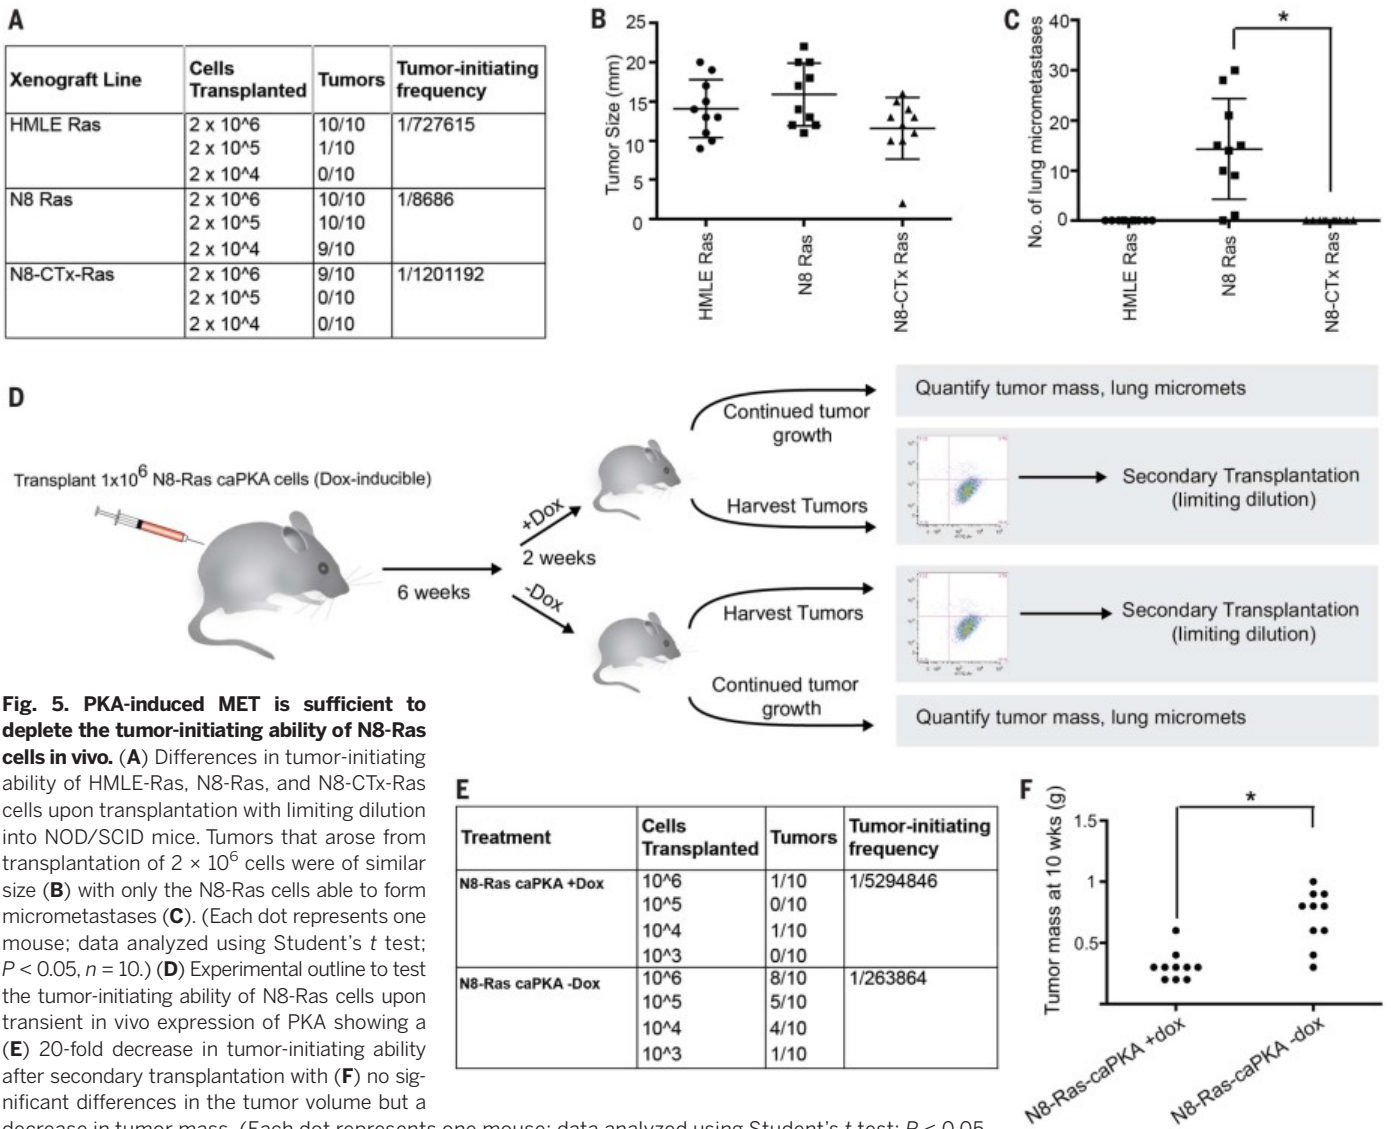 A
Xenograft Line
Cells Transplanted
Tumors
Tumor-initiating frequency
HMLE Ras
2 x 10^6 10/10 1/727615
2 x 10^5 1/10
2 x 10^4 0/10
N8 Ras
2 x 10^6 10/10 1/8686
2 x 10^5 10/10
2 x 10^4 9/10
N8-CTx-Ras
2 x 10^6 9/10 1/1201192
2 x 10^5 0/10
2 x 10^4 0/10
B
Tumor Size (mm)
25
20
15
10
5
0
HMLE Ras
N8 Ras
N8-CTx Ras
C
No. of lung micrometastases
40
30
20
10
0
*
HMLE Ras
N8 Ras
N8-CTx Ras
D
Transplant 1x10^6 N8-Ras caPKA cells (Dox-inducible)
6 weeks
+Dox
2 weeks
-Dox
Continued tumor
growth
Harvest Tumors
Harvest Tumors
Continued tumor
growth
Quantify tumor mass, lung micromets
Secondary Transplantation
(limiting dilution)
Secondary Transplantation
(limiting dilution)
Quantify tumor mass, lung micromets
Fig. 5. PKA-induced MET is sufficient to
deplete the tumor-initiating ability of N8-Ras
cells in vivo. (A) Differences in tumor-initiating
ability of HMLE-Ras, N8-Ras, and N8-CTx-Ras
cells upon transplantation with limiting dilution
into NOD/SCID mice. Tumors that arose from
transplantation of 2 × 10^6 cells were of similar
size (B) with only the N8-Ras cells able to form
micrometastases (C). (Each dot represents one
mouse; data analyzed using Student's t test;
P < 0.05, n = 10.) (D) Experimental outline to test
the tumor-initiating ability of N8-Ras cells upon
transient in vivo expression of PKA showing a
(E) 20-fold decrease in tumor-initiating ability
after secondary transplantation with (F) no sig-
nificant differences in the tumor volume but a
decrease in tumor mass. (Each dot represents one mouse; data analyzed using Student's t test; P < 0.05
E
Treatment
Cells Transplanted
Tumors
Tumor-initiating frequency
N8-Ras caPKA +Dox
10^6 1/10 1/5294846
10^5 0/10
10^4 1/10
10^3 0/10
N8-Ras caPKA -Dox
10^6 8/10 1/263864
10^5 5/10
10^4 4/10
10^3 1/10
F
Tumor mass at 10 wks (g)
1.5
1
0.5
*
N8-Ras-caPKA +dox
N8-Ras-caPKA -dox